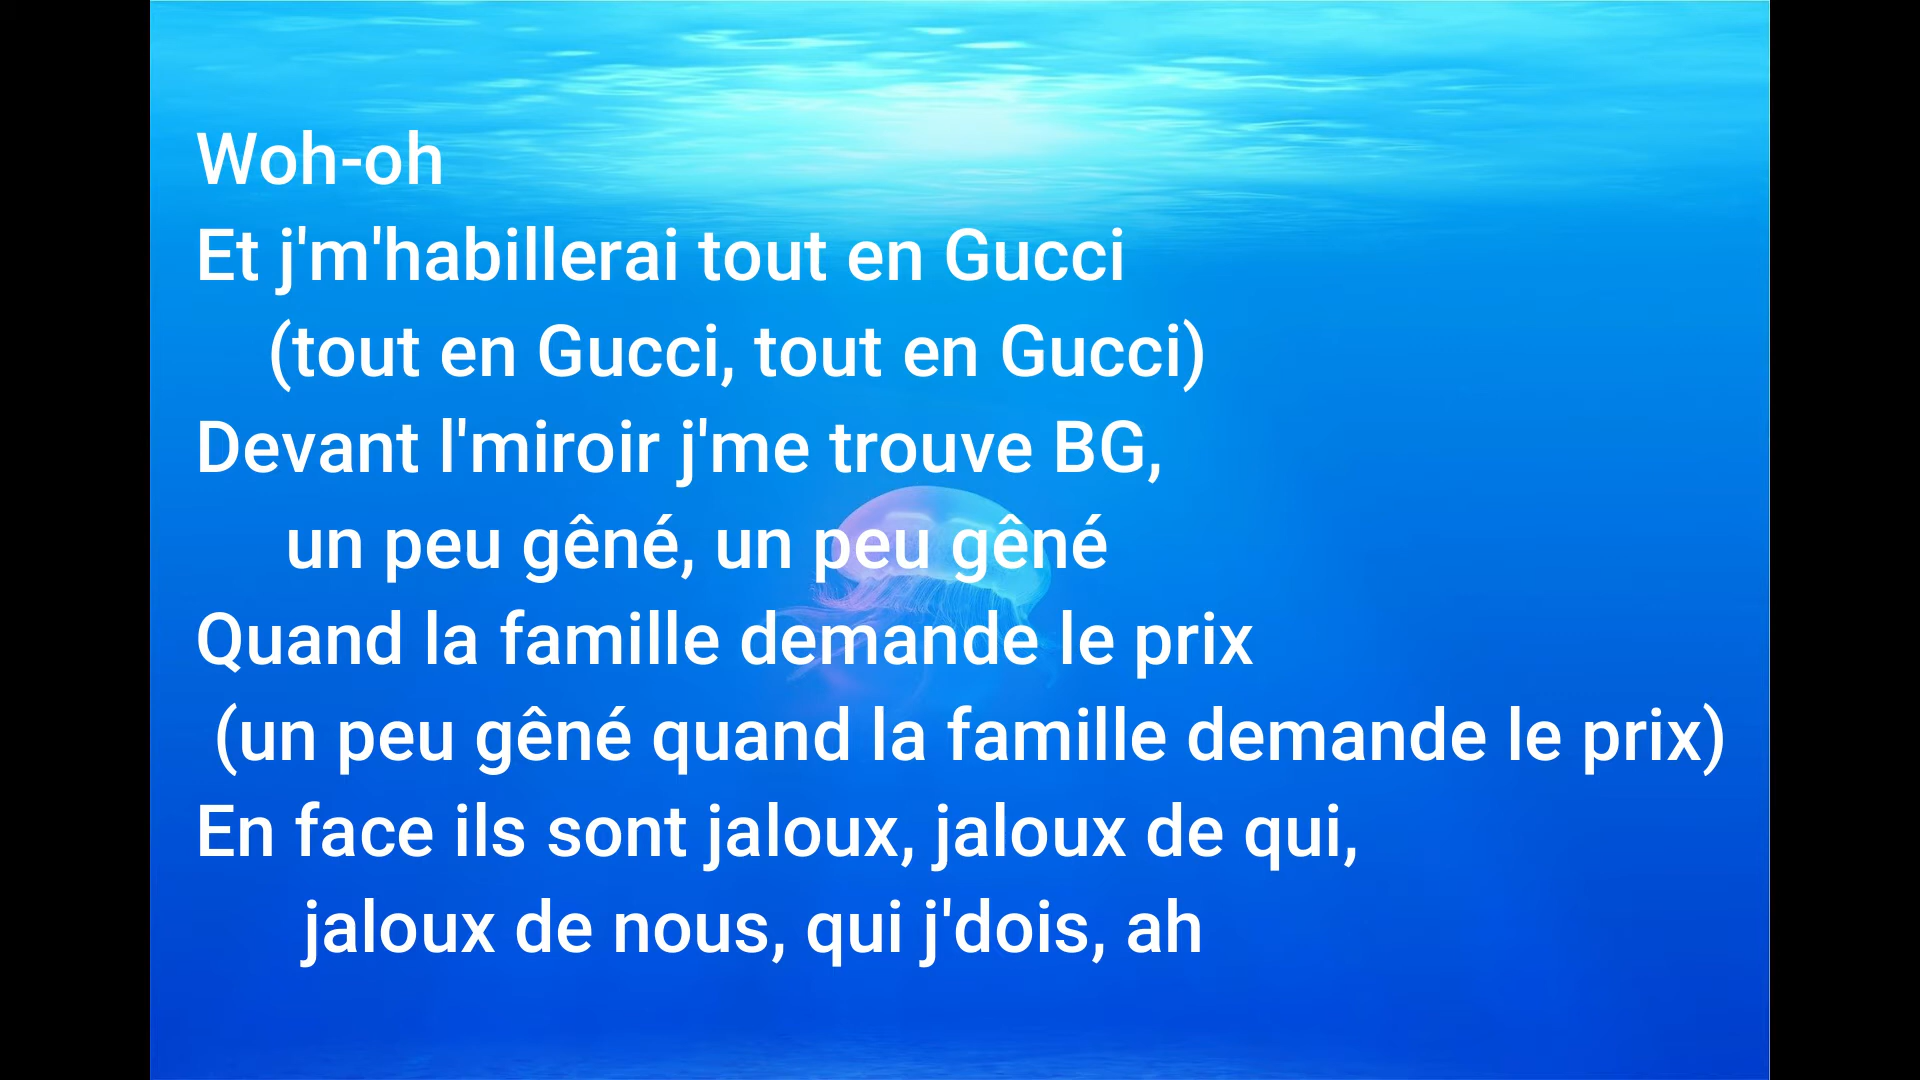 Woh-oh
Et j'm'habillerai tout en Gucci
(tout en Gucci, tout en Gucci)
Devant l'miroir j'me trouve BG,
un peu gêné, un peu gêné
Quand la famille demande le prix
(un peu gêné quand la famille demande le prix)
En face ils sont jaloux, jaloux de qui,
jaloux de nous, qui j'dois, ah